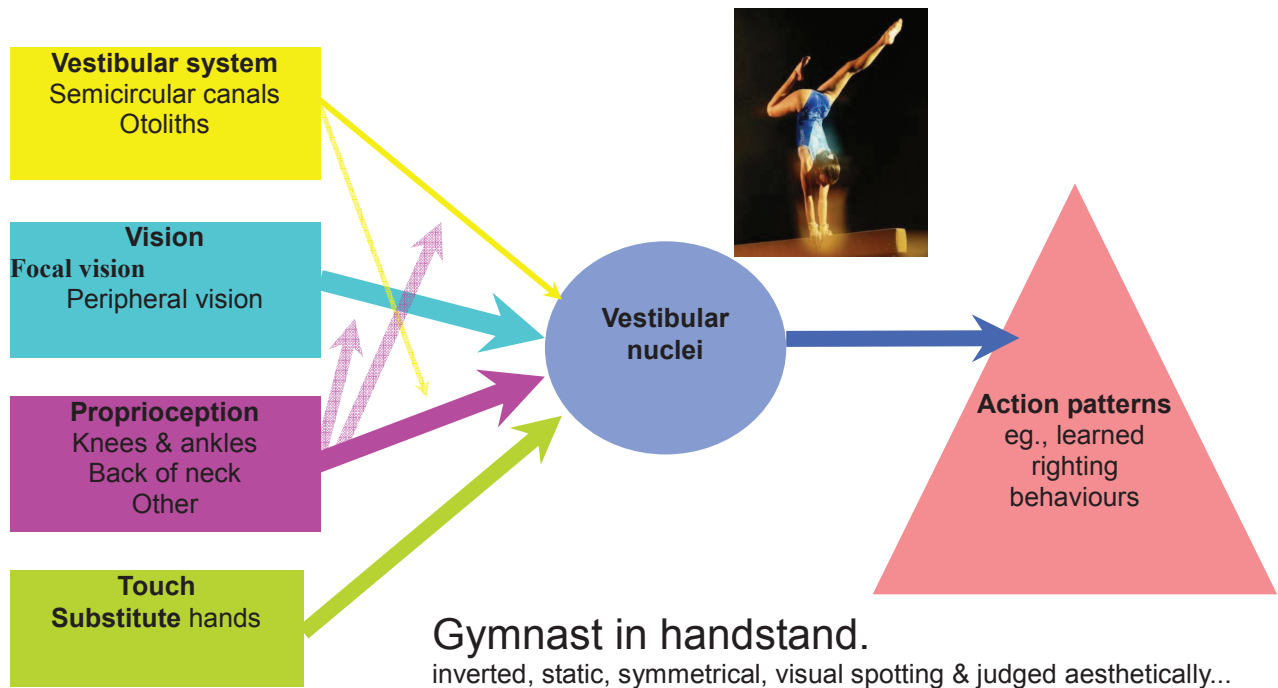 Vestibular system
Semicircular canals
Otoliths
Vision
Focal vision
Peripheral vision
Proprioception
Knees & ankles
Back of neck
Other
Touch
Substitute hands
Vestibular
nuclei
Action patterns
eg., learned
righting
behaviours
Gymnast in handstand.
inverted, static, symmetrical, visual spotting & judged aesthetically...